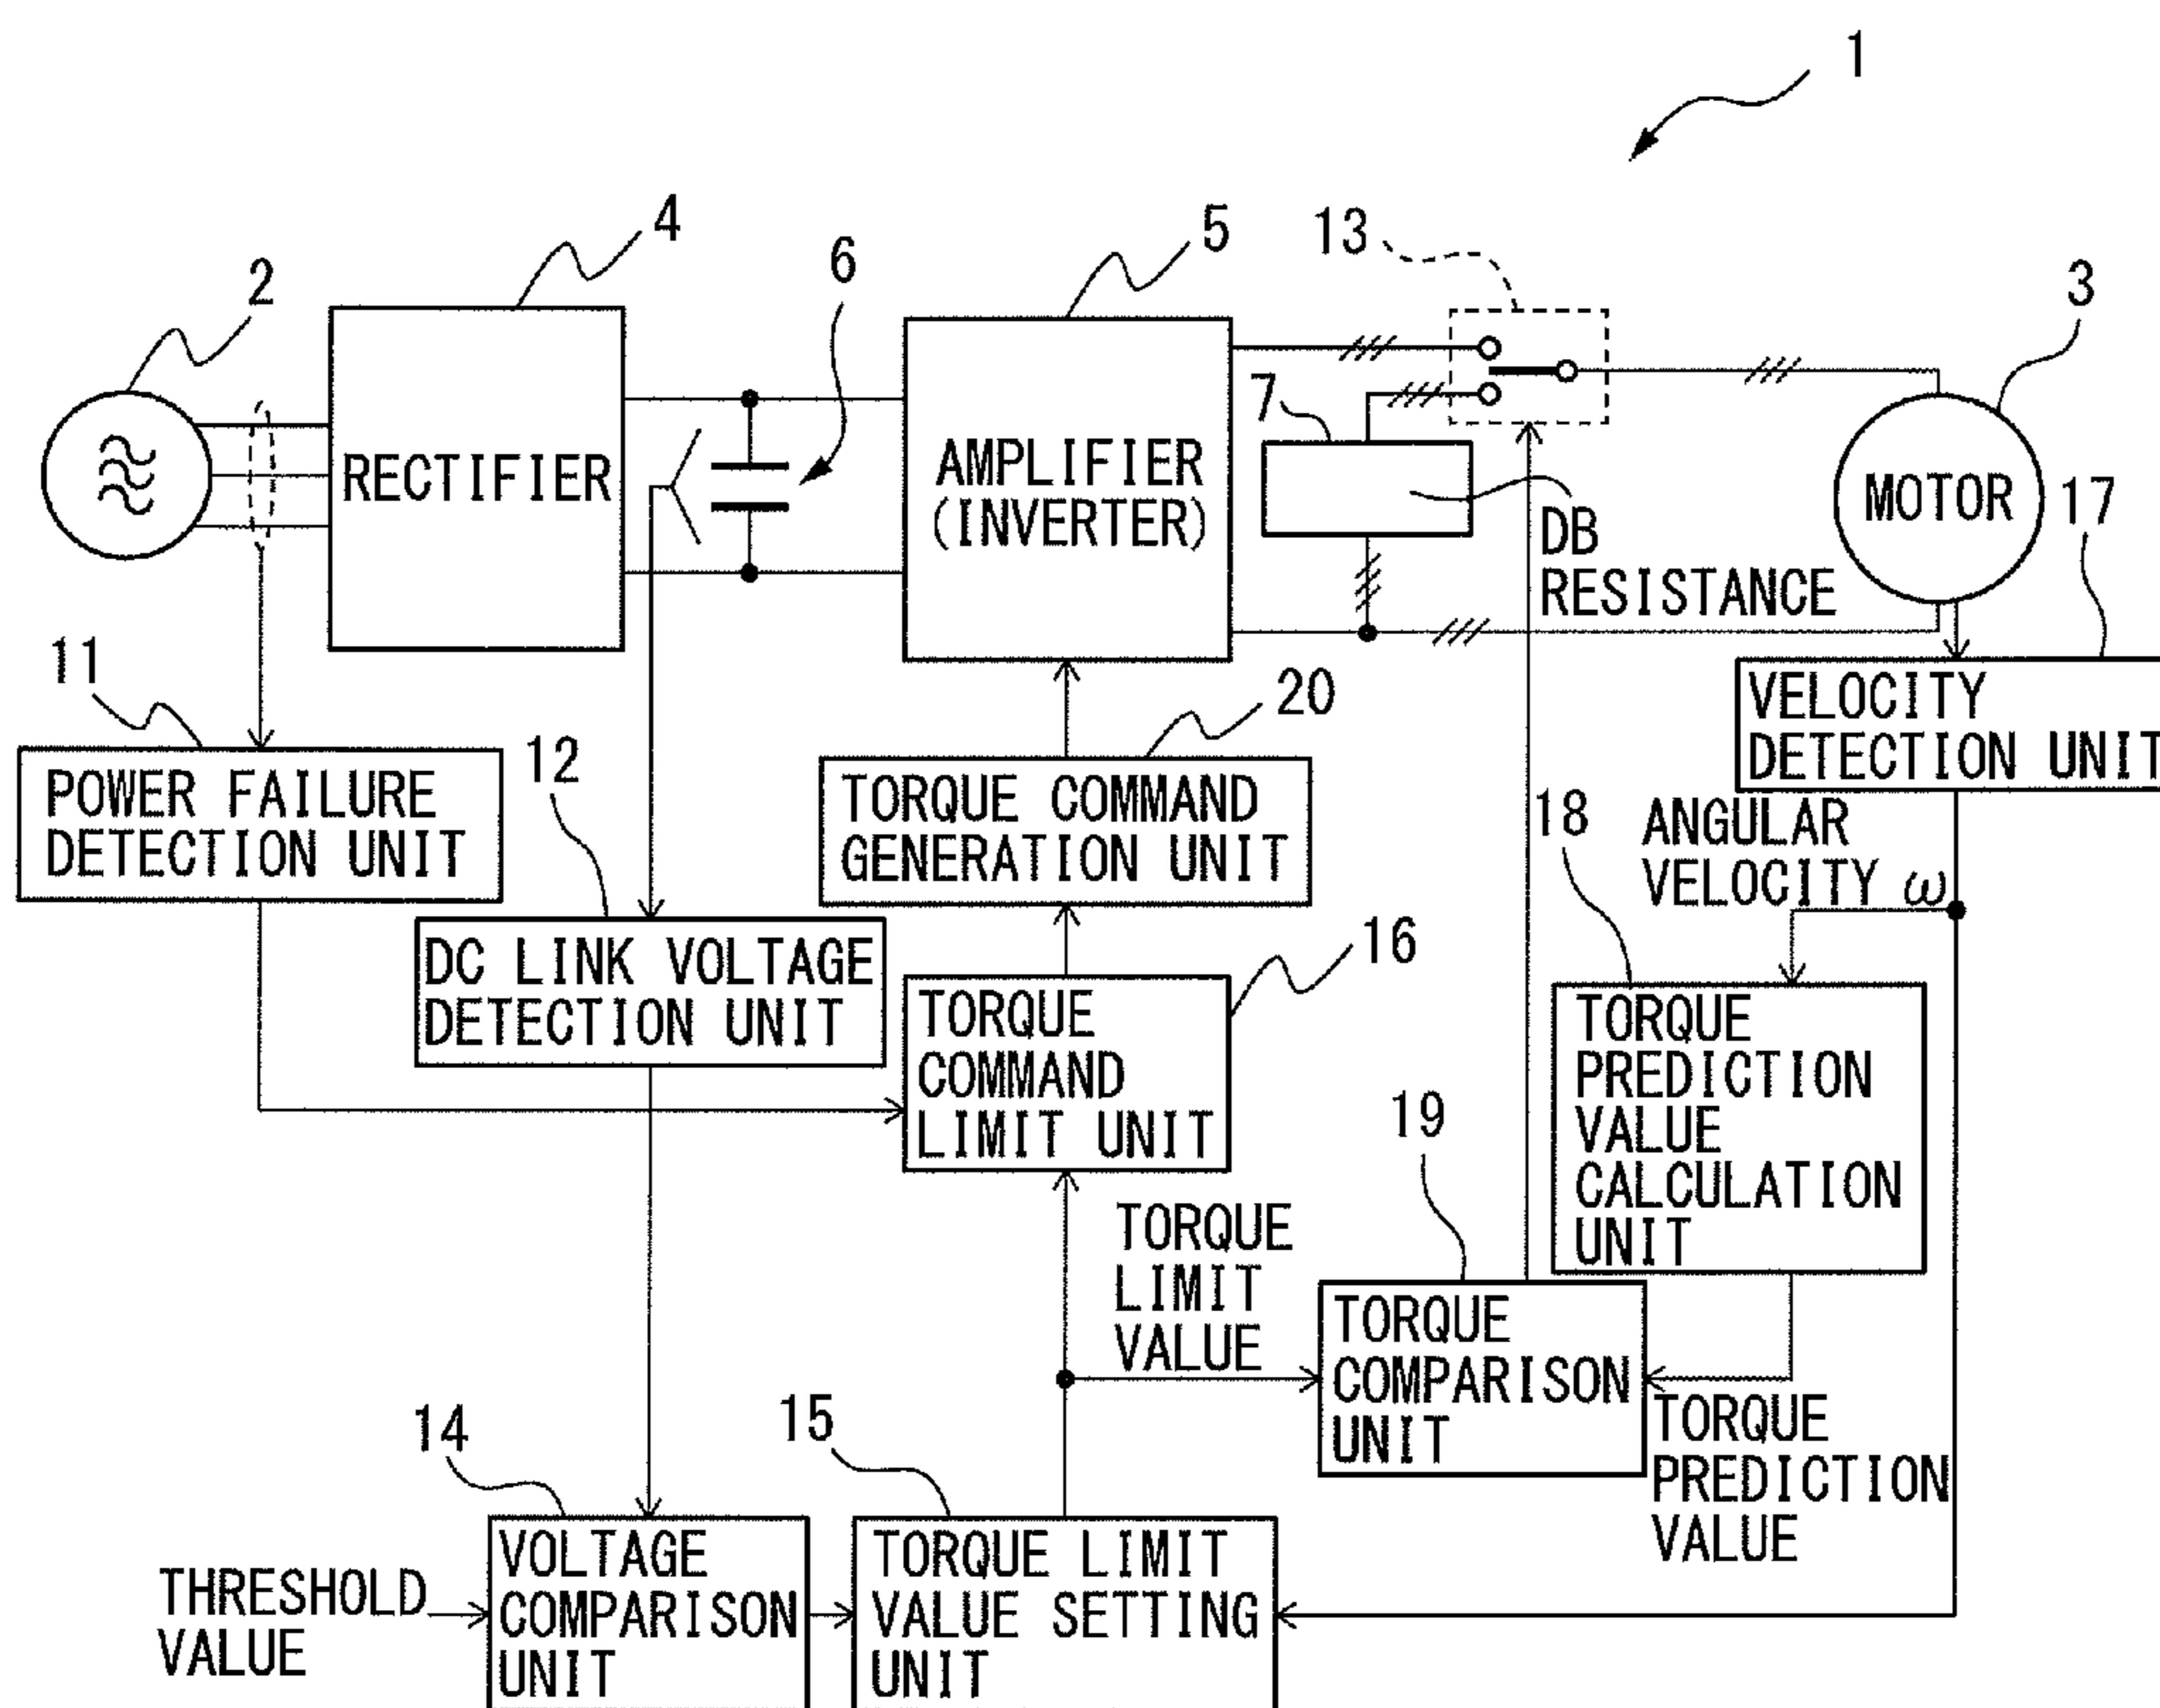 1
4
5
13
6
2
3
7
RECTIFIER
AMPLIFIER
(INVERTER)
MOTOR
17
DB
RESISTANCE
11
20
VELOCITY
DETECTION UNIT
12
POWER FAILURE
DETECTION UNIT
TORQUE COMMAND
GENERATION UNIT
18
ANGULAR
VELOCITY ω
16
DC LINK VOLTAGE
DETECTION UNIT
TORQUE
COMMAND
LIMIT UNIT
TORQUE
PREDICTION
VALUE
CALCULATION
UNIT
19
TORQUE
LIMIT
VALUE
TORQUE
COMPARISON
UNIT
TORQUE
PREDICTION
VALUE
14
15
THRESHOLD
VALUE
VOLTAGE
COMPARISON
UNIT
TORQUE LIMIT
VALUE SETTING
UNIT